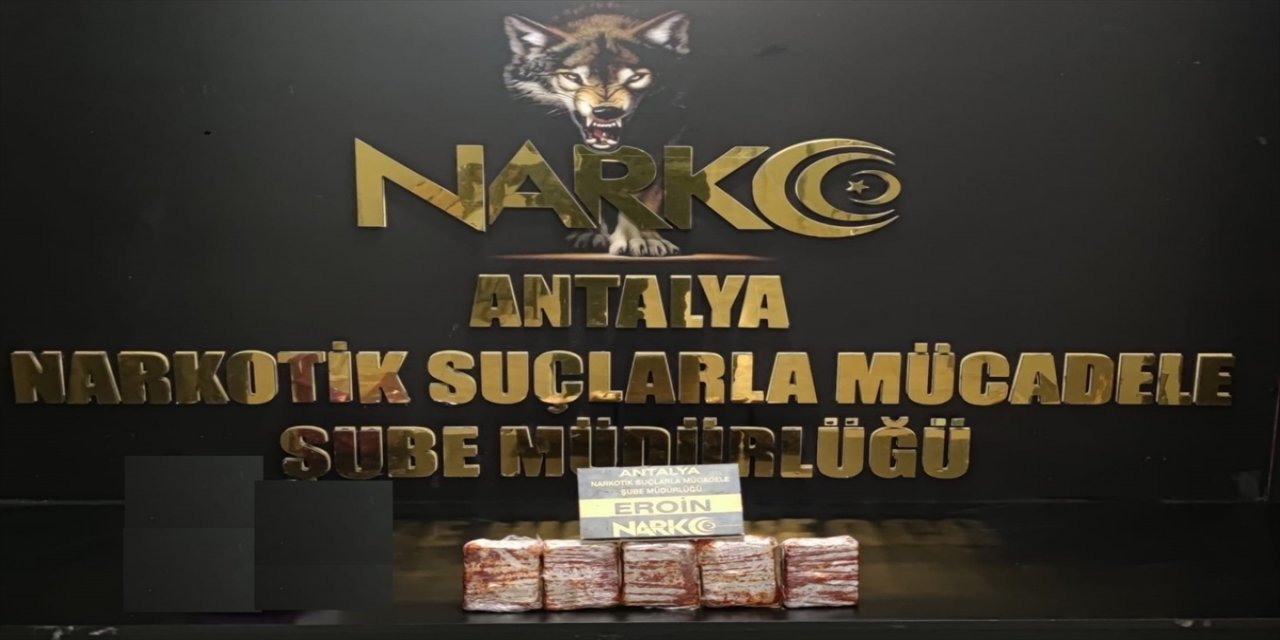 NARKO
ANTALYA
NARKOTİK SUÇLARLA MÜCADELE
ŞUBE MÜDÜRLÜĞÜ
ANTALYA
NARKOTİK SUÇLARLA MÜCADELE
ŞUBE MÜDÜRLÜĞÜ
EROİN
NARKO